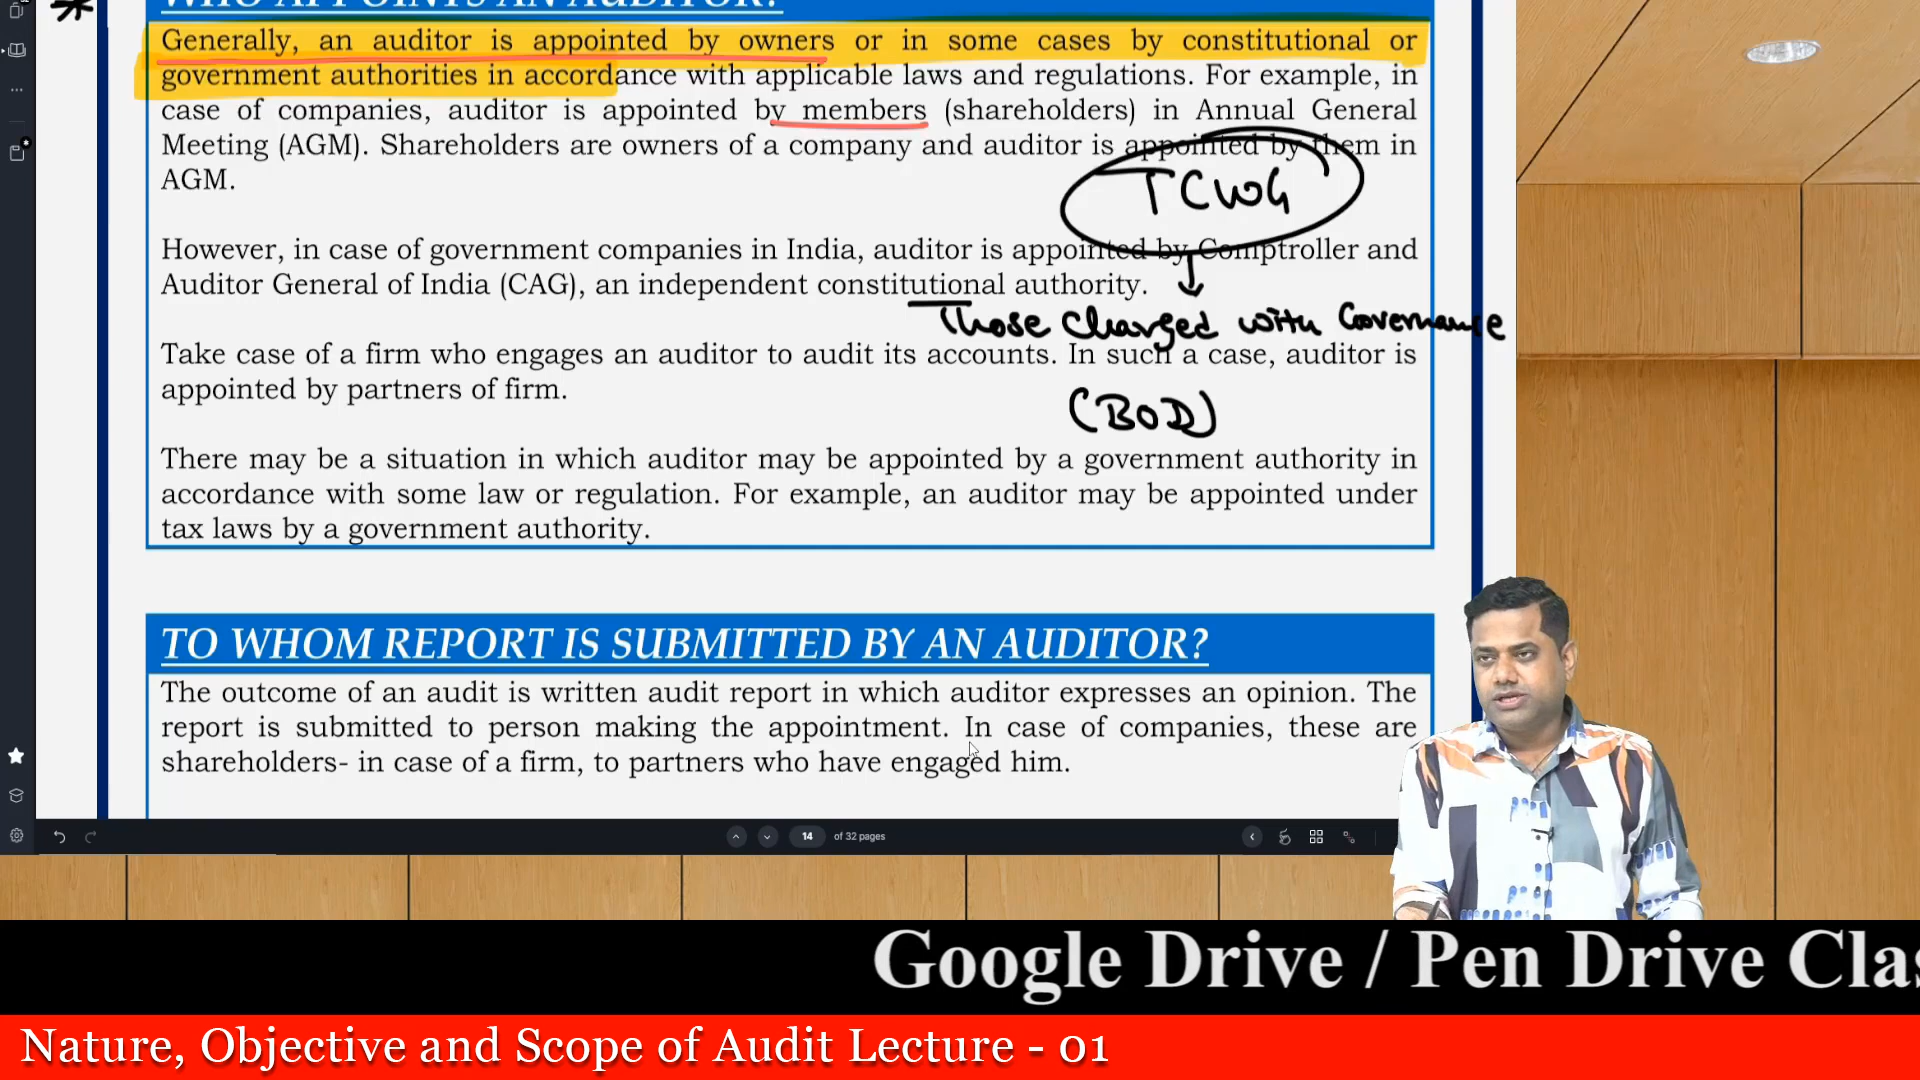 WHO APPOINTS AN AUDITOR?
Generally, an auditor is appointed by owners or in some cases by constitutional or
government authorities in accordance with applicable laws and regulations. For example, in
case of companies, auditor is appointed by members (shareholders) in Annual General
Meeting (AGM). Shareholders are owners of a company and auditor is appointed by them in
AGM.
TCWG
However, in case of government companies in India, auditor is appointed by Comptroller and
Auditor General of India (CAG), an independent constitutional authority.
Those Charged with Governance
Take case of a firm who engages an auditor to audit its accounts. In such a case, auditor is
appointed by partners of firm.
(BOD)
There may be a situation in which auditor may be appointed by a government authority in
accordance with some law or regulation. For example, an auditor may be appointed under
tax laws by a government authority.
TO WHOM REPORT IS SUBMITTED BY AN AUDITOR?
The outcome of an audit is written audit report in which auditor expresses an opinion. The
report is submitted to person making the appointment. In case of companies, these are
shareholders- in case of a firm, to partners who have engaged him.
14 of 32 pages
Google Drive / Pen Drive Clas
Nature, Objective and Scope of Audit Lecture - 01